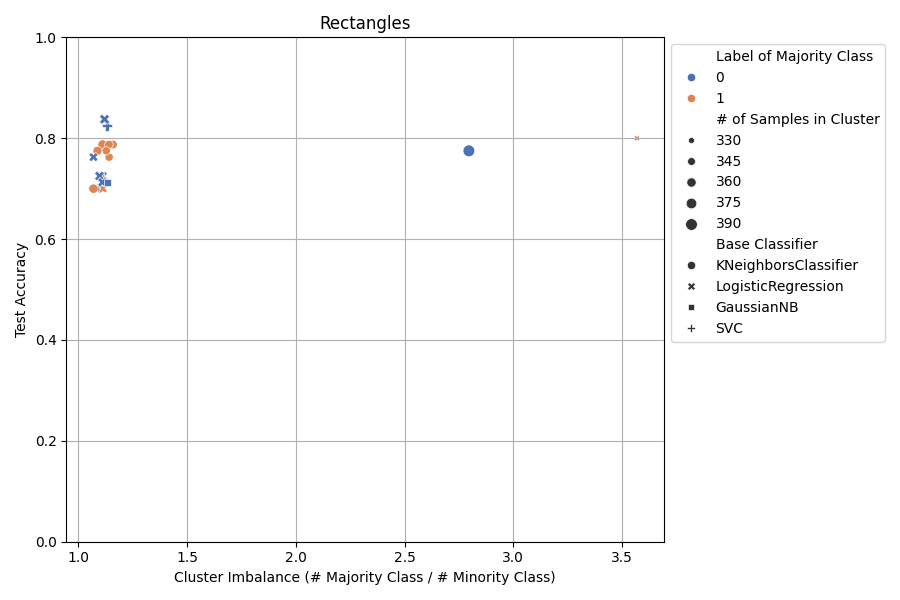 Rectangles
1.0
0.8
0.6
0.4
0.2
0.0
Test Accuracy
1.0 1.5 2.0 2.5 3.0 3.5
Cluster Imbalance (# Majority Class / # Minority Class)
Label of Majority Class
0
1
# of Samples in Cluster
330
345
360
375
390
Base Classifier
KNeighborsClassifier
LogisticRegression
GaussianNB
SVC